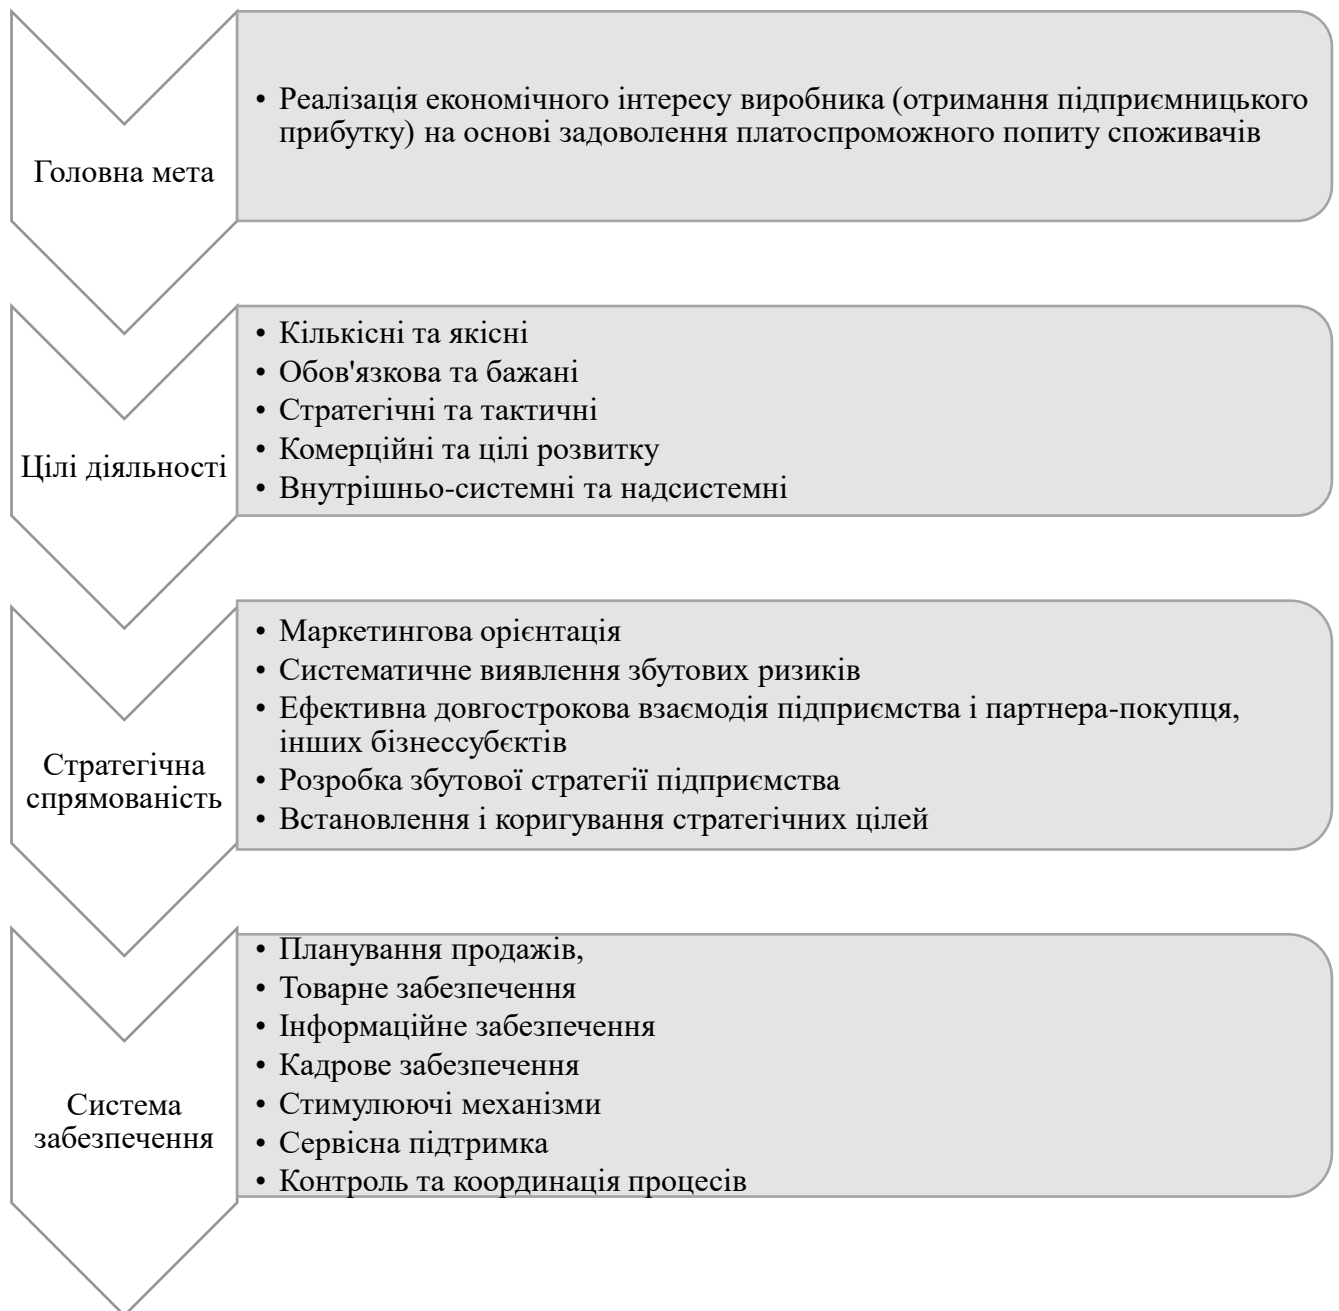 Головна мета
• Реалізація економічного інтересу виробника (отримання підприємницького
прибутку) на основі задоволення платоспроможного попиту споживачів
Цілі діяльності
• Кількісні та якісні
• Обов'язкова та бажані
• Стратегічні та тактичні
• Комерційні та цілі розвитку
• Внутрішньо-системні та надсистемні
Стратегічна
спрямованість
• Маркетингова орієнтація
• Систематичне виявлення збутових ризиків
• Ефективна довгострокова взаємодія підприємства і партнера-покупця,
інших бізнессубєктів
• Розробка збутової стратегії підприємства
• Встановлення і коригування стратегічних цілей
Система
забезпечення
• Планування продажів,
• Товарне забезпечення
• Інформаційне забезпечення
• Кадрове забезпечення
• Стимулюючі механізми
• Сервісна підтримка
• Контроль та координація процесів